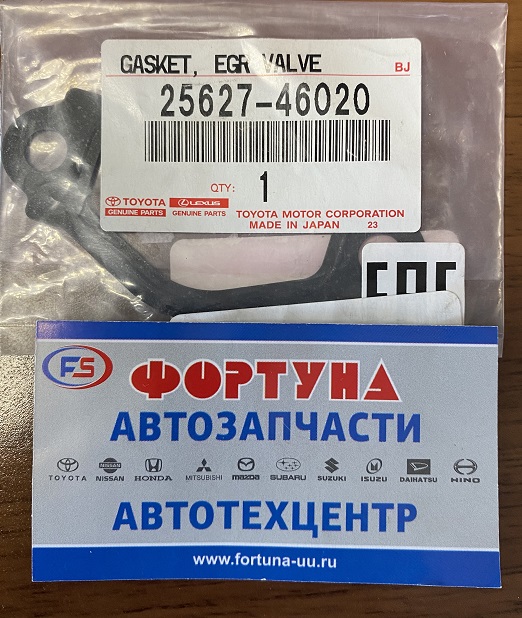 GASKET, EGR VALVE BJ
25627-46020
QTY: 1
TOYOTA GENUINE PARTS
LEXUS GENUINE PARTS
TOYOTA MOTOR CORPORATION
MADE IN JAPAN 23
FS ФОРТУНА
АВТОЗАПЧАСТИ
TOYOTA NISSAN HONDA MITSUBISHI mazda SUBARU SUZUKI ISUZU DAIHATSU HINO
АВТОТЕХЦЕНТР
www.fortuna-uu.ru